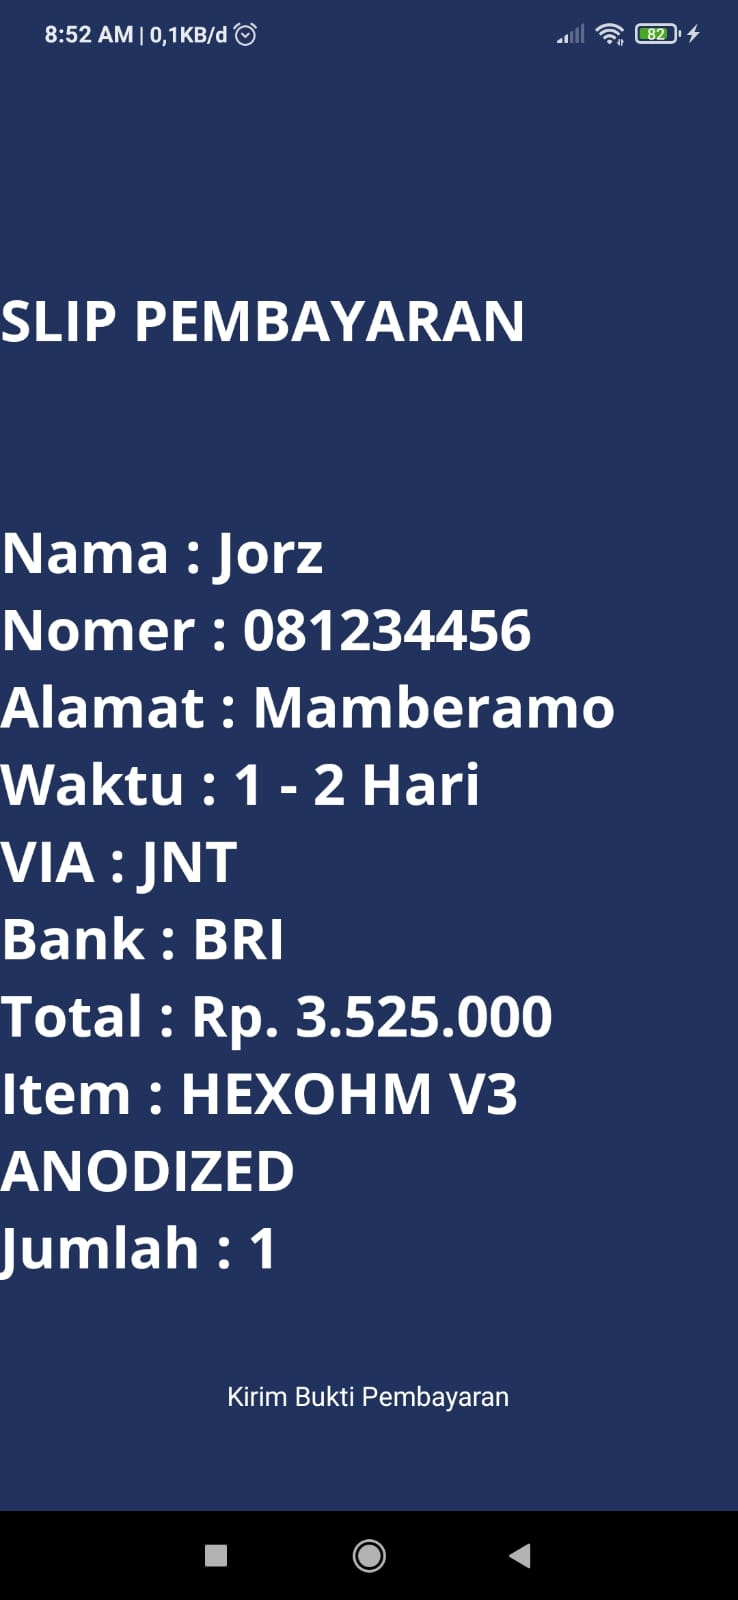 8:52 AM | 0,1KB/d
82
SLIP PEMBAYARAN
Nama : Jorz
Nomer : 081234456
Alamat : Mamberamo
Waktu : 1 - 2 Hari
VIA : JNT
Bank : BRI
Total : Rp. 3.525.000
Item : HEXOHM V3
ANODIZED
Jumlah : 1
Kirim Bukti Pembayaran